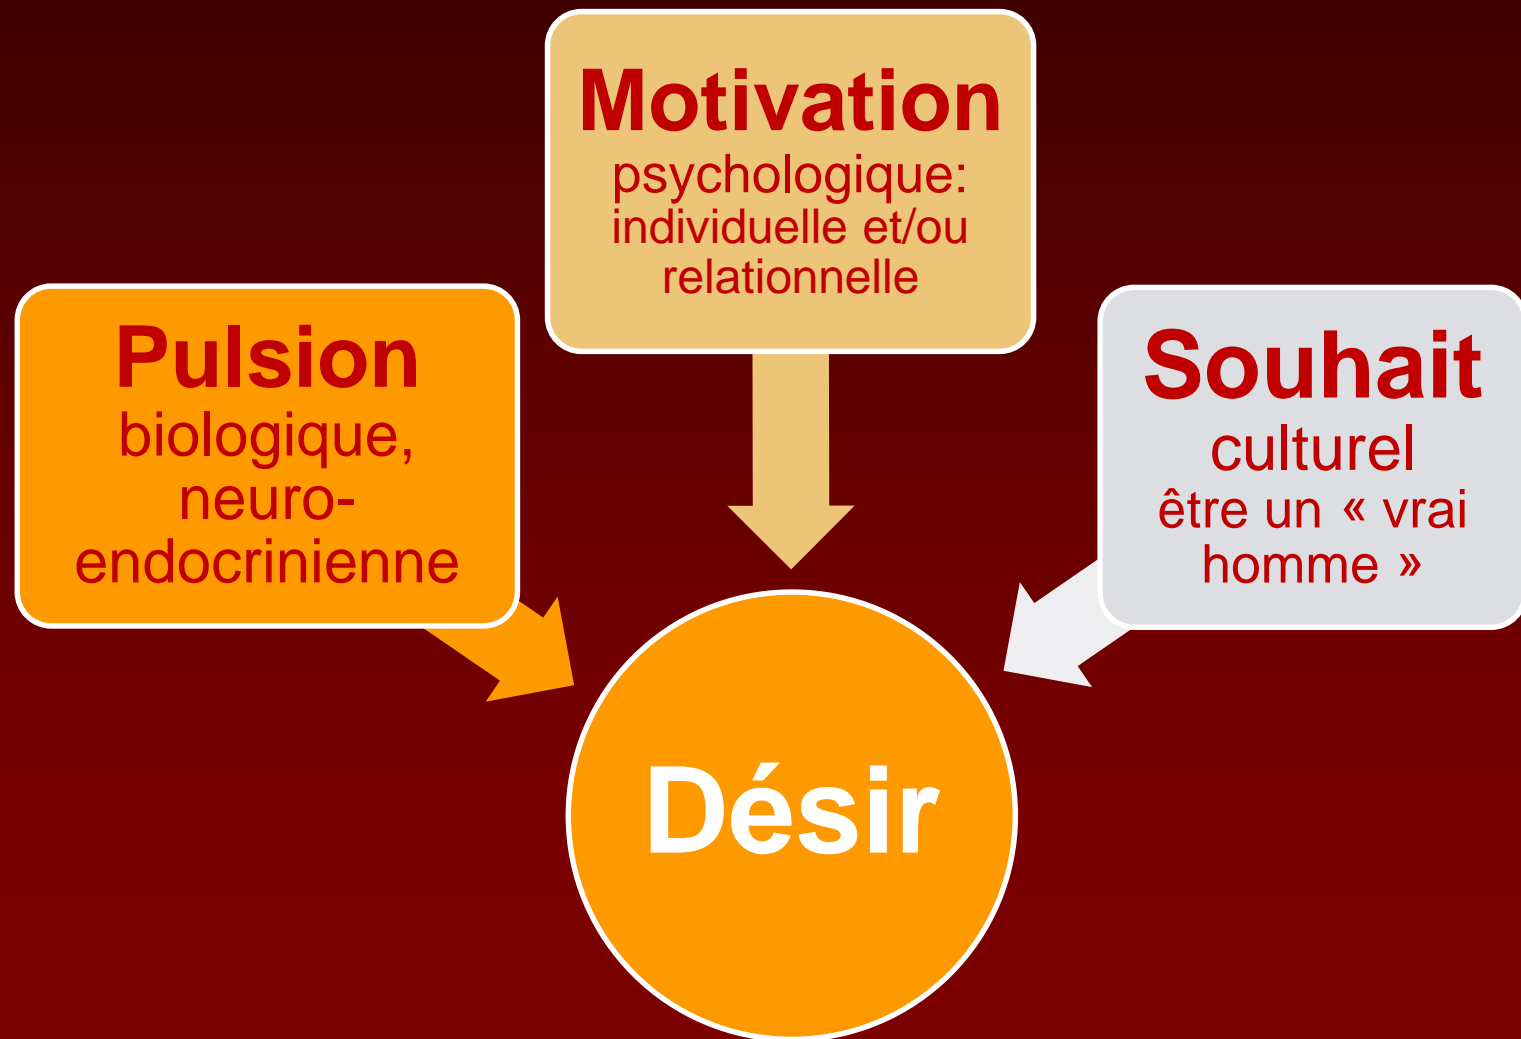 Motivation
psychologique:
individuelle et/ou
relationnelle
Pulsion
biologique,
neuro-
endocrinienne
Souhait
culturel
être un « vrai
homme »
Désir